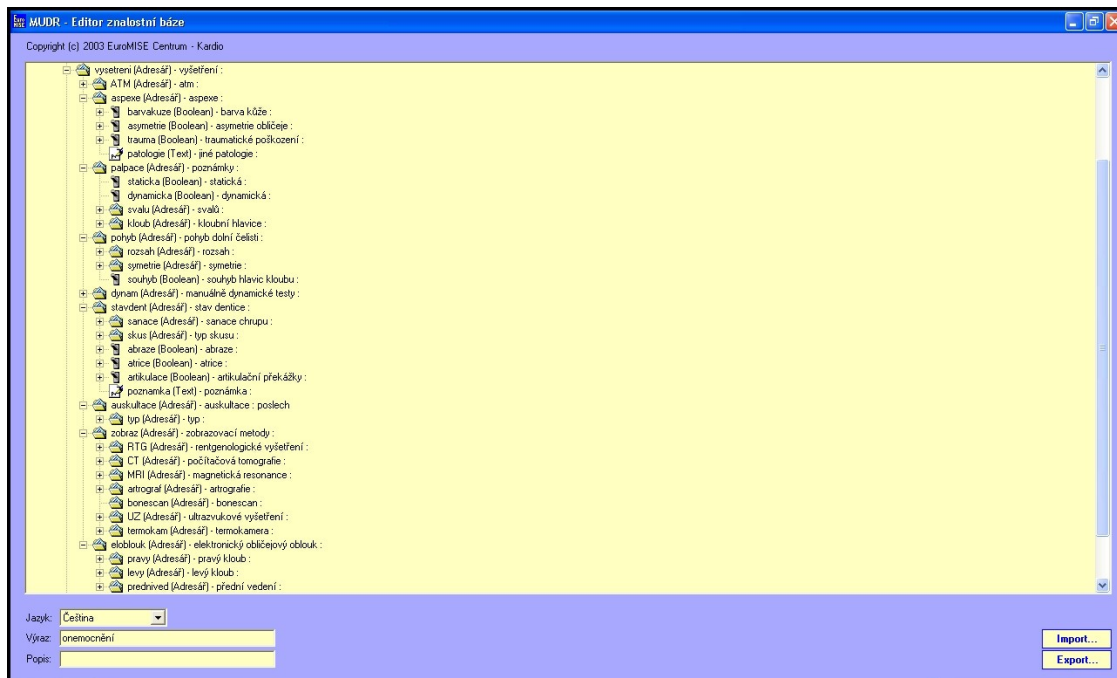 Euro MISE MUDR - Editor znalostní báze
Copyright (c) 2003 EuroMISE Centrum - Kardio
vysetreni (Adresář) - vyšetření :
ATM (Adresář) - atm :
aspexe (Adresář) - aspexe :
barvakuze (Boolean) - barva kůže :
asymetrie (Boolean) - asymetrie obličeje :
trauma (Boolean) - traumatické poškození :
patologie (Text) - jiné patologie :
palpace (Adresář) - poznámky :
staticka (Boolean) - statická :
dynamicka (Boolean) - dynamická :
svalu (Adresář) - svalů :
kloub (Adresář) - kloubní hlavice :
pohyb (Adresář) - pohyb dolní čelisti :
rozsah (Adresář) - rozsah :
symetrie (Adresář) - symetrie :
souhyb (Boolean) - souhyb hlavic kloubu :
dynam (Adresář) - manuálně dynamické testy :
stavdent (Adresář) - stav dentice :
sanace (Adresář) - sanace chrupu :
skus (Adresář) - typ skusu :
abraze (Boolean) - abraze :
atrice (Boolean) - atrice :
artikulace (Boolean) - artikulační překážky :
poznamka (Text) - poznámka :
auskultace (Adresář) - auskultace : poslech
typ (Adresář) - typ :
zobraz (Adresář) - zobrazovací metody :
RTG (Adresář) - rentgenologické vyšetření :
CT (Adresář) - počítačová tomografie :
MRI (Adresář) - magnetická resonance :
artrograf (Adresář) - artrografie :
bonescan (Adresář) - bonescan :
UZ (Adresář) - ultrazvukové vyšetření :
termokam (Adresář) - termokamera :
eloblouk (Adresář) - elektronický obličejový oblouk :
pravy (Adresář) - pravý kloub :
levy (Adresář) - levý kloub :
prednived (Adresář) - přední vedení :
Jazyk: Čeština
Výraz: onemocnění
Popis:
Import...
Export...